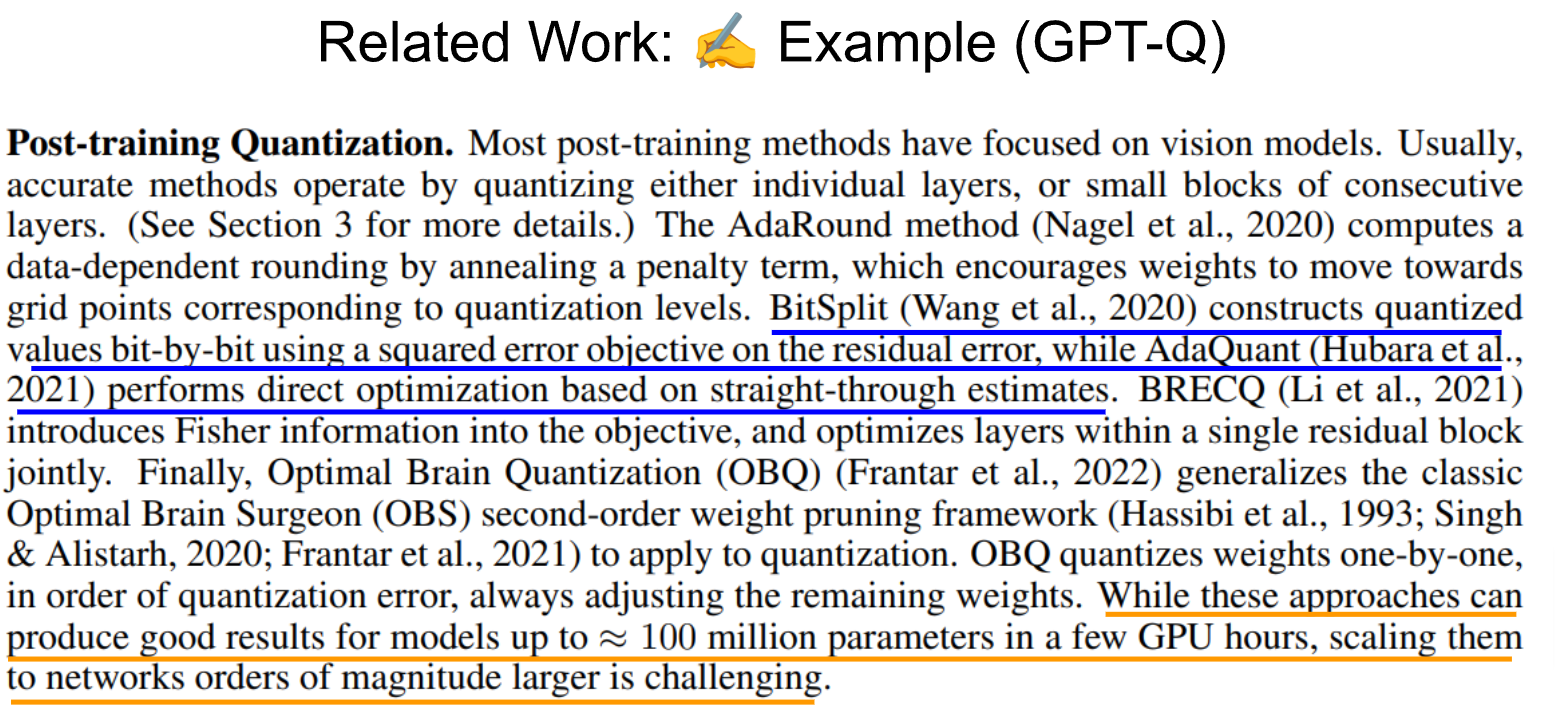 Related Work: ✍️ Example (GPT-Q)
Post-training Quantization. Most post-training methods have focused on vision models. Usually,
accurate methods operate by quantizing either individual layers, or small blocks of consecutive
layers. (See Section 3 for more details.) The AdaRound method (Nagel et al., 2020) computes a
data-dependent rounding by annealing a penalty term, which encourages weights to move towards
grid points corresponding to quantization levels. BitSplit (Wang et al., 2020) constructs quantized
values bit-by-bit using a squared error objective on the residual error, while AdaQuant (Hubara et al.,
2021) performs direct optimization based on straight-through estimates. BRECQ (Li et al., 2021)
introduces Fisher information into the objective, and optimizes layers within a single residual block
jointly. Finally, Optimal Brain Quantization (OBQ) (Frantar et al., 2022) generalizes the classic
Optimal Brain Surgeon (OBS) second-order weight pruning framework (Hassibi et al., 1993; Singh
& Alistarh, 2020; Frantar et al., 2021) to apply to quantization. OBQ quantizes weights one-by-one,
in order of quantization error, always adjusting the remaining weights. While these approaches can
produce good results for models up to ≈ 100 million parameters in a few GPU hours, scaling them
to networks orders of magnitude larger is challenging.